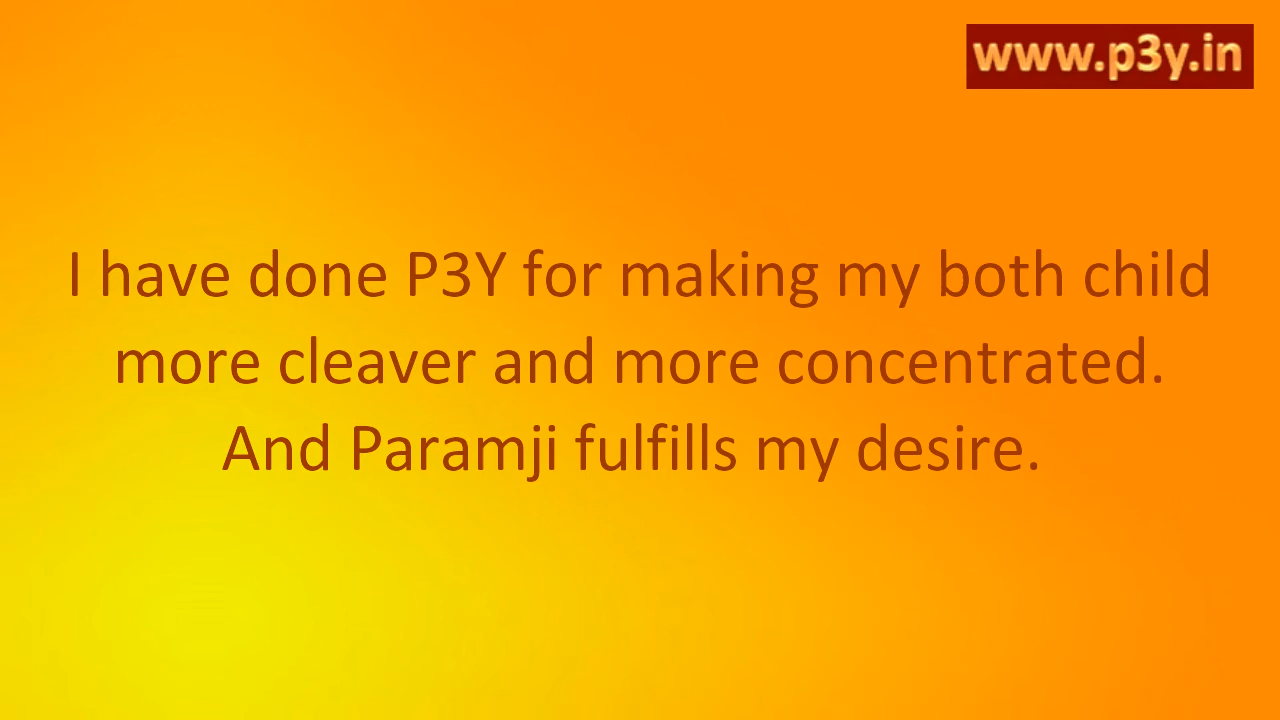 www.p3y.in
I have done P3Y for making my both child
more cleaver and more concentrated.
And Paramji fulfills my desire.